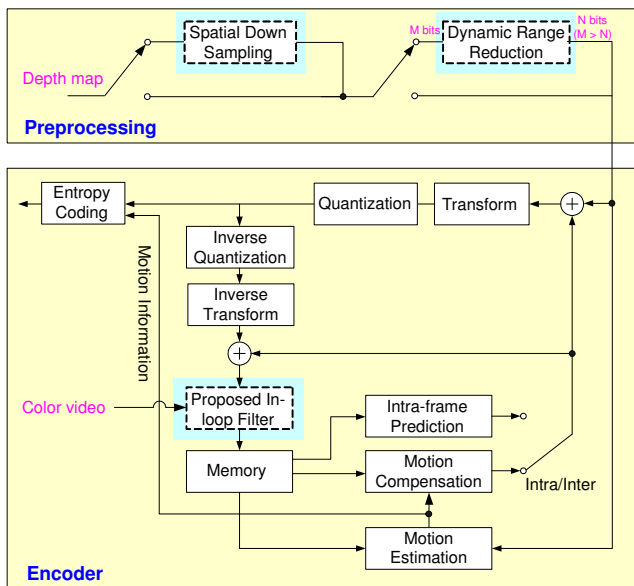 Spatial Down
Sampling
M bits
Dynamic Range
Reduction
N bits
(M > N)
Depth map
Preprocessing
Entropy
Coding
Quantization
Transform
Inverse
Quantization
Motion Information
Inverse
Transform
Color video
Proposed In-
loop Filter
Intra-frame
Prediction
Memory
Motion
Compensation
Intra/Inter
Motion
Estimation
Encoder